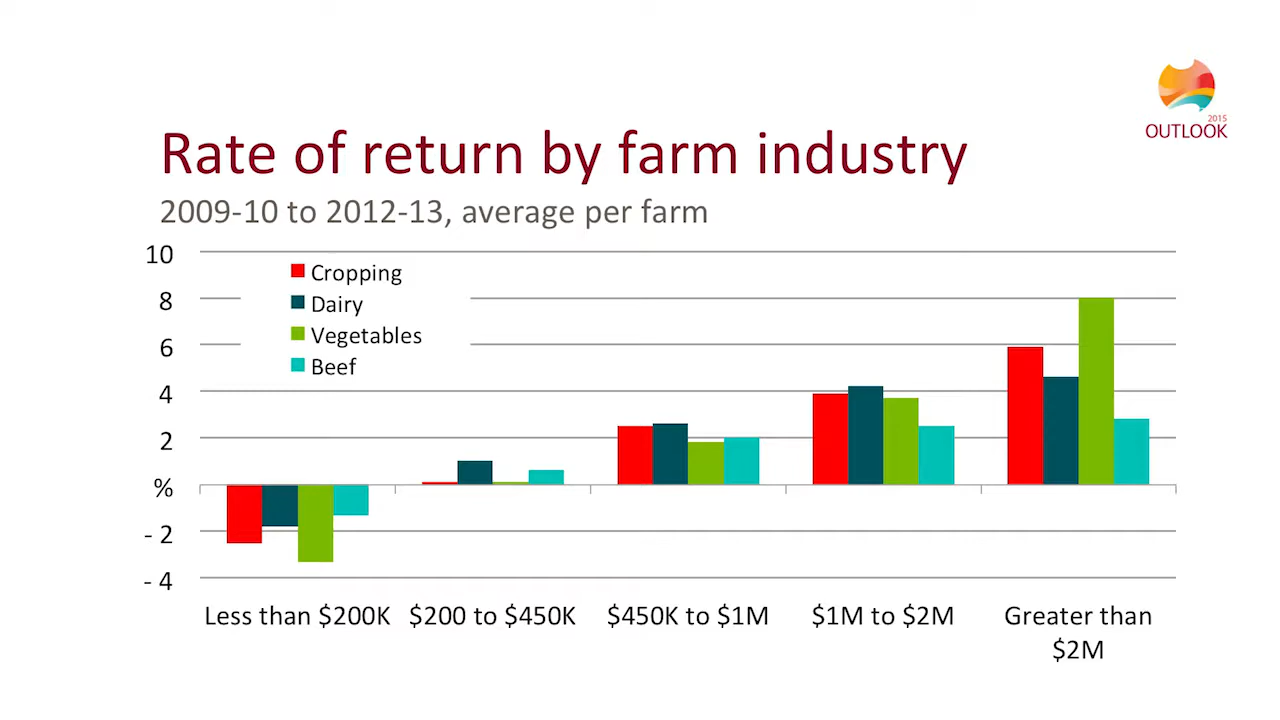 2015
OUTLOOK
Rate of return by farm industry
2009-10 to 2012-13, average per farm
10
8
6
4
2
%
- 2
- 4
Cropping
Dairy
Vegetables
Beef
Less than $200K
$200 to $450K
$450K to $1M
$1M to $2M
Greater than
$2M